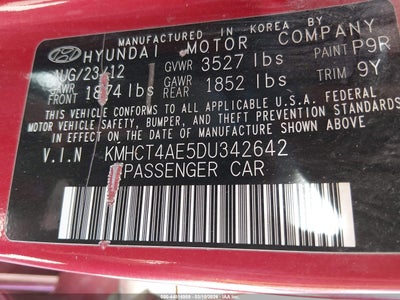 MANUFACTURED IN KOREA BY
HYUNDAI MOTOR COMPANY
AUG/23/12 GVWR 3527 lbs PAINT P9R
GAWR FRONT 1874 lbs GAWR REAR 1852 lbs TRIM 9Y
THIS VEHICLE CONFORMS TO ALL APPLICABLE U.S.A. FEDERAL
MOTOR VEHICLE SAFETY, BUMPER, AND THEFT PREVENTION STANDARDS
IN EFFECT ON THE DATE OF MANUFACTURE SHOWN ABOVE.
V.I.N KMHCT4AE5DU342642
PASSENGER CAR